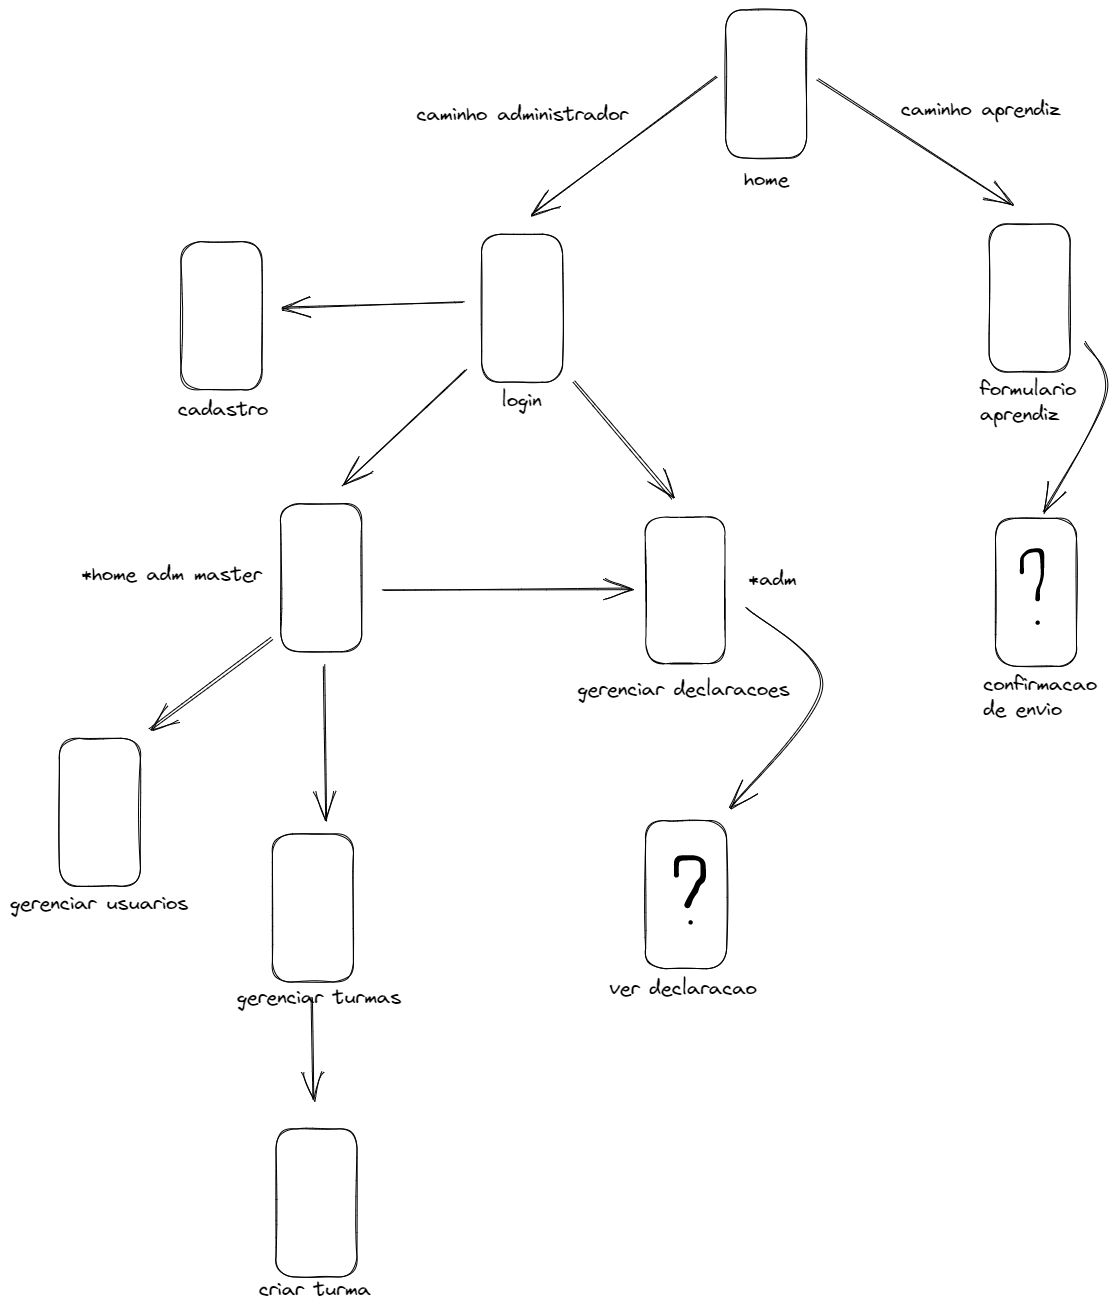 caminho administrador
caminho aprendiz
home
cadastro
login
formulario
aprendiz
*home adm master
*adm
?
gerenciar declaracoes
confirmacao
de envio
gerenciar usuarios
?
gerenciar turmas
ver declaracao
criar turma